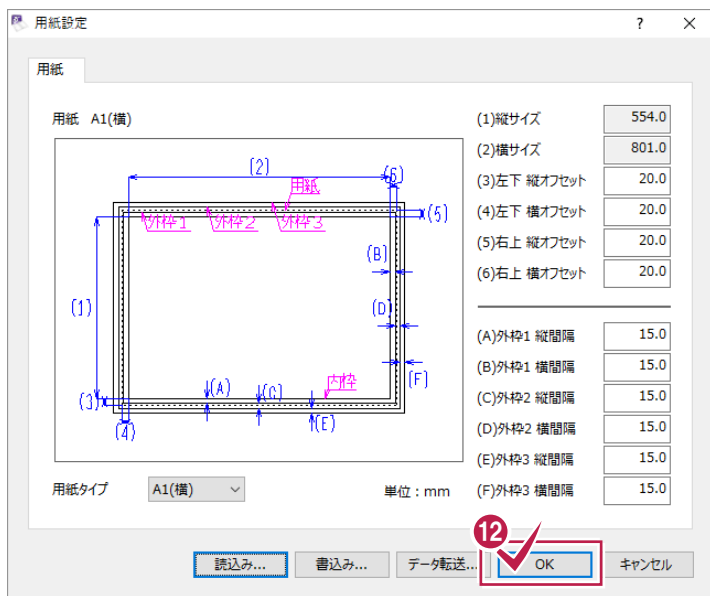 用紙設定
?
×
用紙
用紙 A1(横)
(2)
(6)
用紙
外枠1
外枠2
外枠3
(5)
(B)
(1)
(D)
(F)
内枠
(A)
(C)
(3)
(4)
(E)
用紙タイプ A1(横) 単位:mm
(1)縦サイズ 554.0
(2)横サイズ 801.0
(3)左下 縦オフセット 20.0
(4)左下 横オフセット 20.0
(5)右上 縦オフセット 20.0
(6)右上 横オフセット 20.0
(A)外枠1 縦間隔 15.0
(B)外枠1 横間隔 15.0
(C)外枠2 縦間隔 15.0
(D)外枠2 横間隔 15.0
(E)外枠3 縦間隔 15.0
(F)外枠3 横間隔 15.0
12
読込み... 書込み... データ転送... OK キャンセル